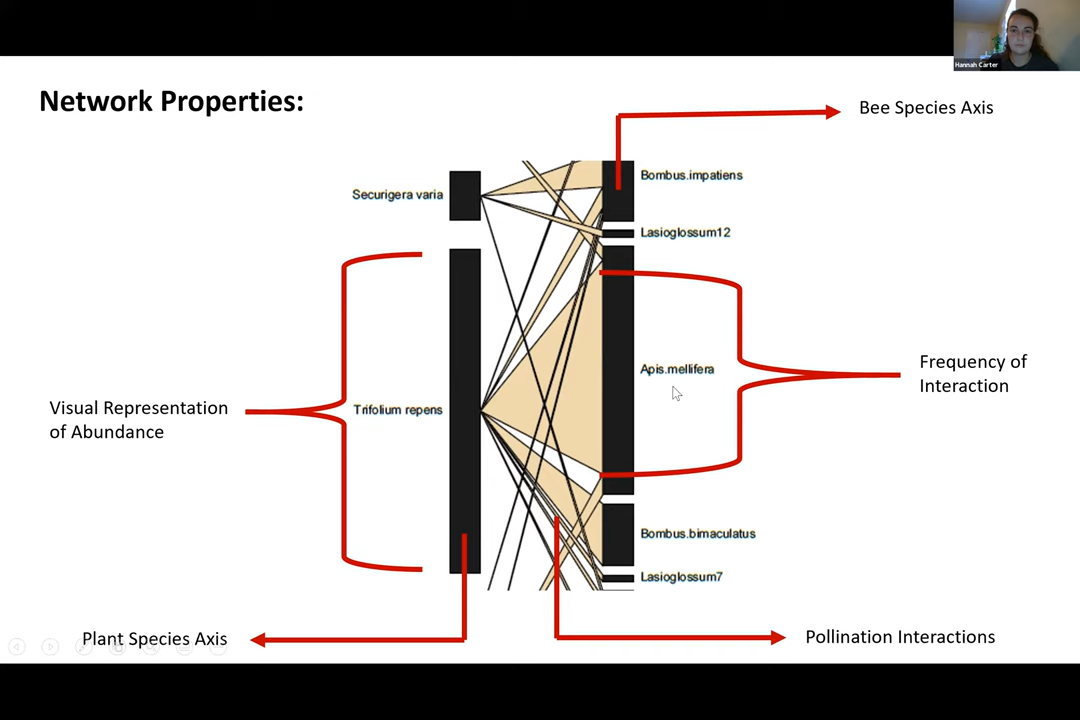 Hannah Carter
Network Properties:
Bee Species Axis
Securigera varia
Bombus.impatiens
Lasioglossum12
Apis.mellifera
Frequency of
Interaction
Visual Representation
of Abundance
Trifolium repens
Bombus.bimaculatus
Lasioglossum7
Plant Species Axis
Pollination Interactions